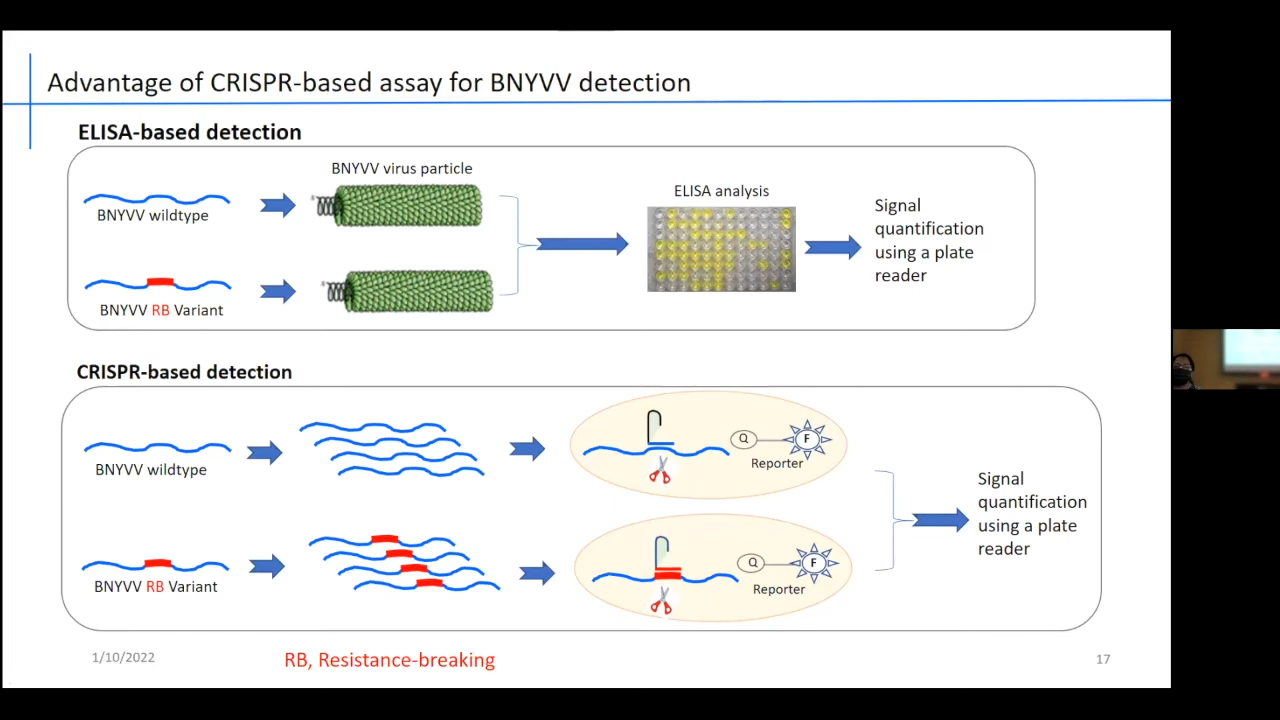 Advantage of CRISPR-based assay for BNYVV detection
ELISA-based detection
BNYVV virus particle
BNYVV wildtype
BNYVV RB Variant
ELISA analysis
Signal
quantification
using a plate
reader
CRISPR-based detection
BNYVV wildtype
Q
F
Reporter
BNYVV RB Variant
Q
F
Reporter
Signal
quantification
using a plate
reader
1/10/2022
RB, Resistance-breaking
17